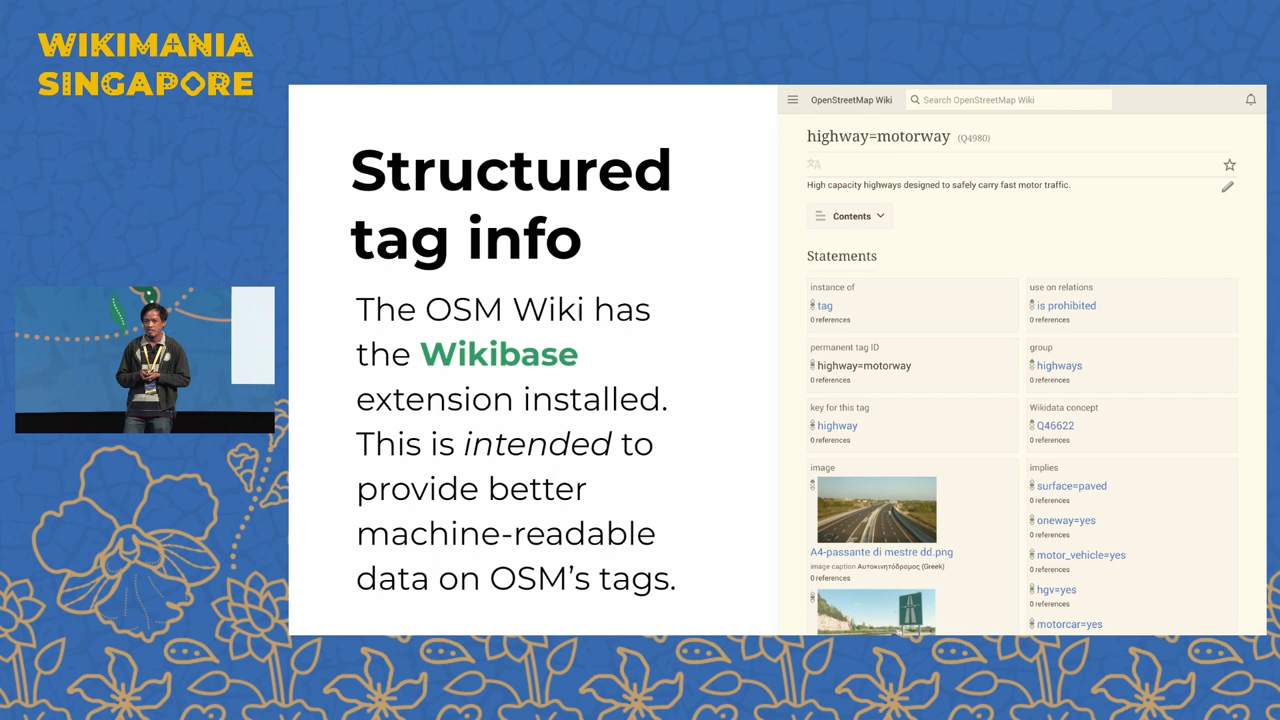 WIKIMANIA
SINGAPORE
Structured
tag info
The OSM Wiki has
the Wikibase
extension installed.
This is intended to
provide better
machine-readable
data on OSM's tags.
OpenStreetMap Wiki
Search OpenStreetMap Wiki
highway=motorway (Q4980)
High capacity highways designed to safely carry fast motor traffic.
Contents
Statements
instance of
tag
0 references
use on relations
is prohibited
0 references
permanent tag ID
highway=motorway
0 references
group
highways
0 references
key for this tag
highway
0 references
Wikidata concept
Q46622
0 references
image
A4-passante di mestre dd.png
image caption Αυτοκινητόδρομος (Greek)
0 references
implies
surface=paved
0 references
oneway=yes
0 references
motor_vehicle=yes
0 references
hgv=yes
0 references
motorcar=yes